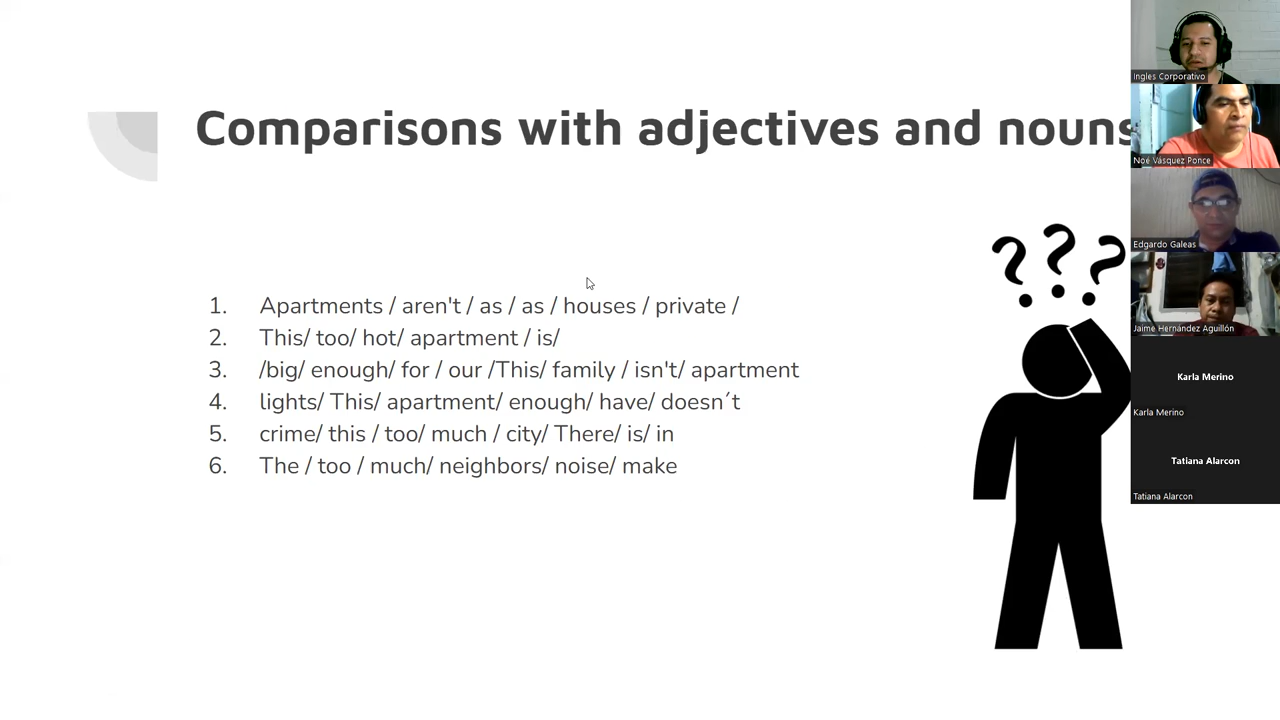 Comparisons with adjectives and nouns
1. Apartments / aren't / as / as / houses / private /
2. This/ too/ hot/ apartment / is/
3. /big/ enough/ for / our /This/ family / isn't/ apartment
4. lights/ This/ apartment/ enough/ have/ doesn´t
5. crime/ this / too/ much / city/ There/ is/ in
6. The / too / much/ neighbors/ noise/ make
? ? ?
Ingles Corporativo
Noé Vásquez Ponce
Edgardo Galeas
Jaime Hernández Aguillón
Karla Merino
Karla Merino
Tatiana Alarcon
Tatiana Alarcon